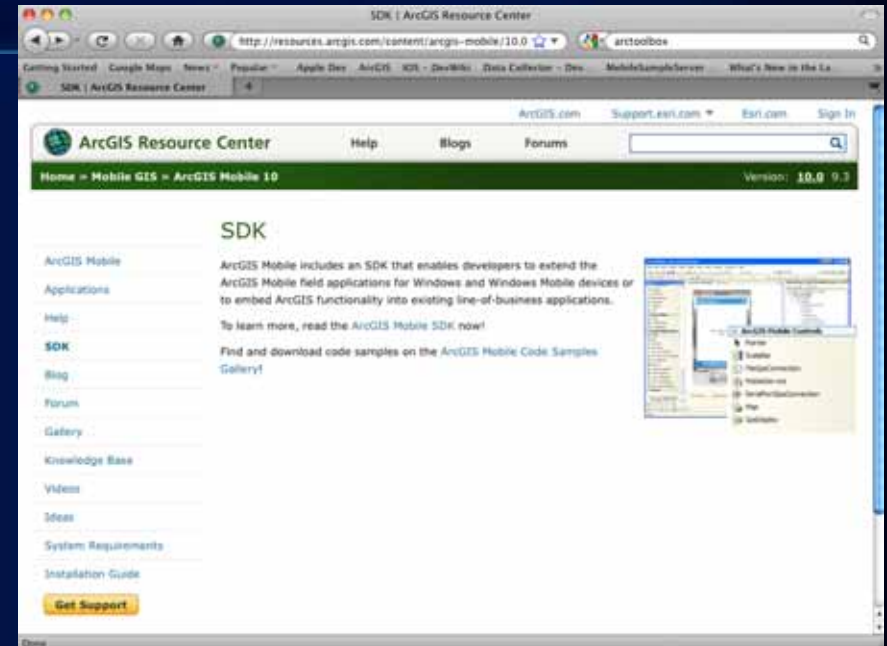 SDK | ArcGIS Resource Center
http://resources.arcgis.com/content/arcgis-mobile/10.0
arctoolbox
Getting Started Google Maps News Popular Apple Dev ArcGIS iOS - DevWiki Data Collector - Dev MobileSampleServer What's New in the La
SDK | ArcGIS Resource Center
ArcGIS.com Support.esri.com Esri.com Sign In
ArcGIS Resource Center Help Blogs Forums
Home > Mobile GIS > ArcGIS Mobile 10 Version: 10.0 9.3
SDK
ArcGIS Mobile
Applications
Help
SDK
Blog
Forum
Gallery
Knowledge Base
Videos
Ideas
System Requirements
Installation Guide
Get Support
ArcGIS Mobile includes an SDK that enables developers to extend the
ArcGIS Mobile field applications for Windows and Windows Mobile devices or
to embed ArcGIS functionality into existing line-of-business applications.
To learn more, read the ArcGIS Mobile SDK now!
Find and download code samples on the ArcGIS Mobile Code Samples
Gallery!
ArcGIS Mobile Controls
Pointer
Scalebar
FileGpsConnection
MobileService
SerialPortGpsConnection
Map
GpsDisplay
Done